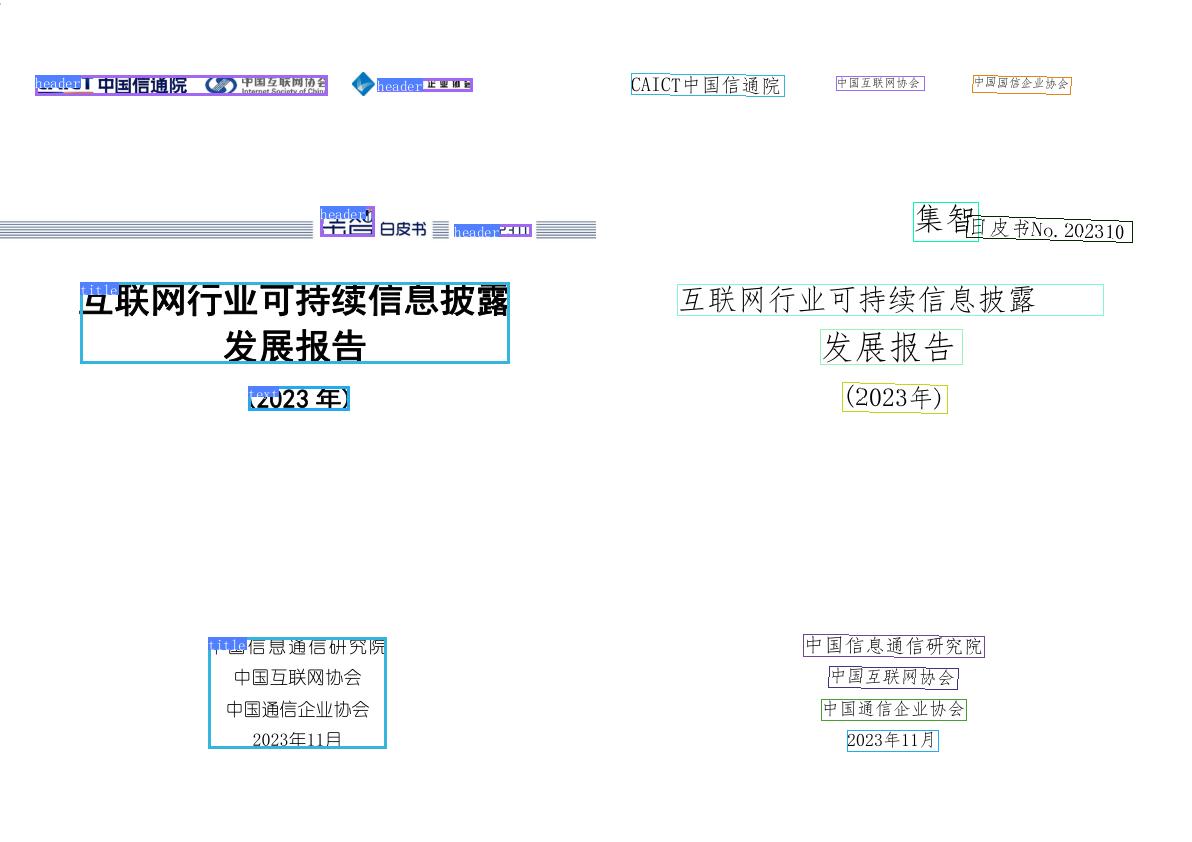 header
中国信通院
中国互联网协会
Internet Society of China
header
企业协会
CAICT中国信通院
中国互联网协会
中国国信企业协会
header
白皮书
header
2310
集智
白皮书No.202310
title
互联网行业可持续信息披露
发展报告
互联网行业可持续信息披露
发展报告
text
(2023 年)
(2023年)
title
中国信息通信研究院
中国互联网协会
中国通信企业协会
2023年11月
中国信息通信研究院
中国互联网协会
中国通信企业协会
2023年11月